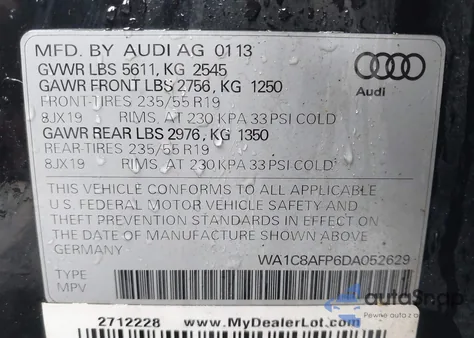 MFD. BY AUDI AG 0113
GVWR LBS 5611, KG 2545
GAWR FRONT LBS 2756, KG 1250
FRONT-TIRES 235/55 R19
8JX19 RIMS, AT 230 KPA 33 PSI COLD
GAWR REAR LBS 2976, KG 1350
REAR-TIRES 235/55 R19
8JX19 RIMS, AT 230 KPA 33 PSI COLD
Audi
THIS VEHICLE CONFORMS TO ALL APPLICABLE
U.S. FEDERAL MOTOR VEHICLE SAFETY AND
THEFT PREVENTION STANDARDS IN EFFECT ON
THE DATE OF MANUFACTURE SHOWN ABOVE
GERMANY WA1C8AFP6DA052629
TYPE
MPV
autoSnap
Pewne auta z
2712228 www.MyDealerLot.com